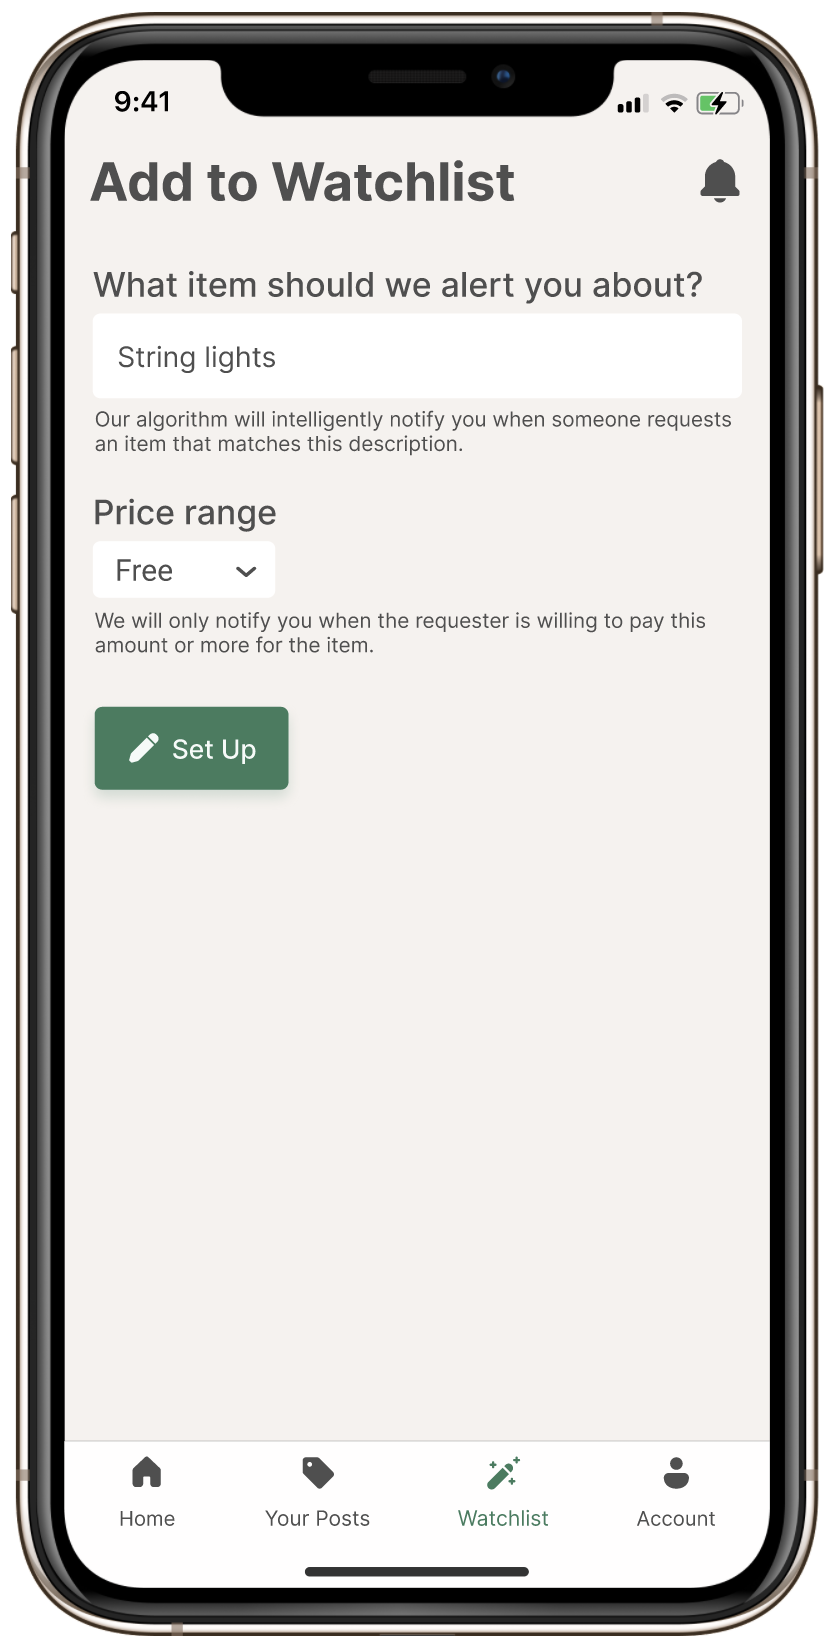 9:41
Add to Watchlist
What item should we alert you about?
String lights
Our algorithm will intelligently notify you when someone requests
an item that matches this description.
Price range
Free
We will only notify you when the requester is willing to pay this
amount or more for the item.
Set Up
Home
Your Posts
Watchlist
Account